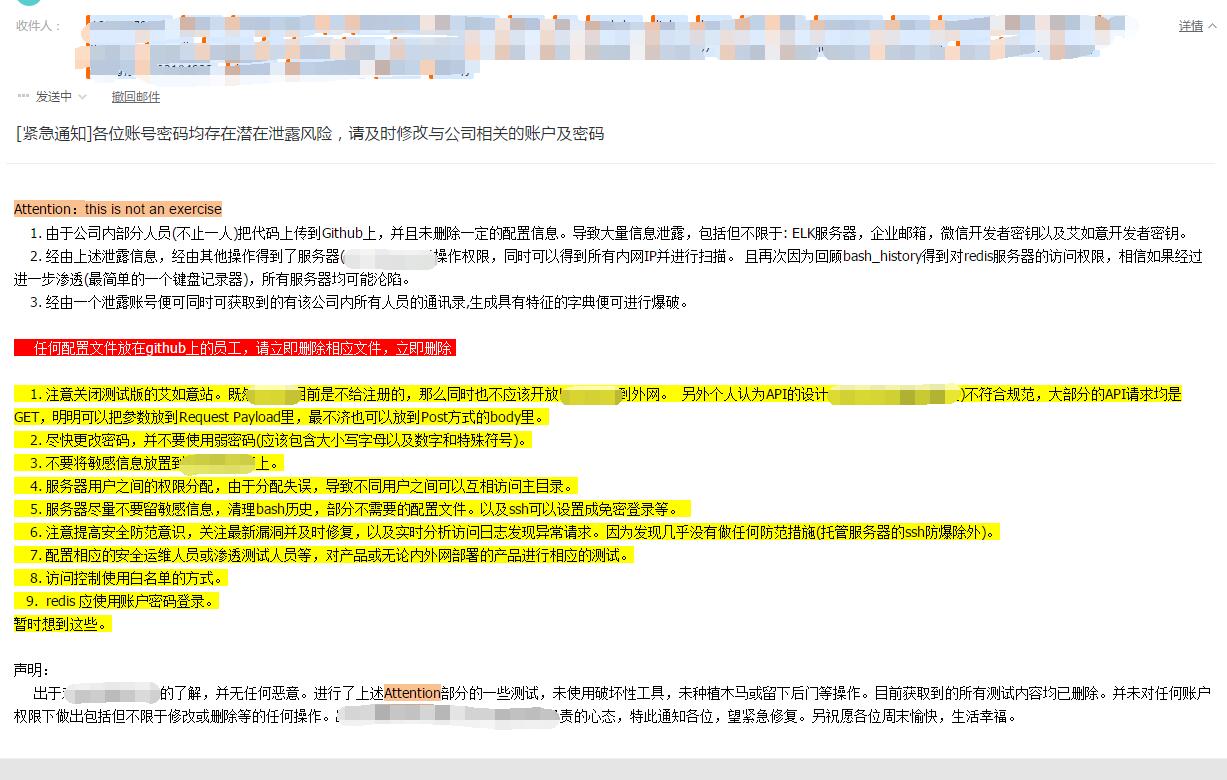 收件人：
详情
发送中
撤回邮件
[紧急通知]各位账号密码均存在潜在泄露风险，请及时修改与公司相关的账户及密码
Attention：this is not an exercise
1. 由于公司内部分人员(不止一人)把代码上传到Github上，并且未删除一定的配置信息。导致大量信息泄露，包括但不限于: ELK服务器，企业邮箱，微信开发者密钥以及艾如意开发者密钥。
2. 经由上述泄露信息，经由其他操作得到了服务器( 操作权限，同时可以得到所有内网IP并进行扫描。 且再次因为回顾bash_history得到对redis服务器的访问权限，相信如果经过
进一步渗透(最简单的一个键盘记录器)，所有服务器均可能沦陷。
3. 经由一个泄露账号便可同时可获取到的有该公司内所有人员的通讯录,生成具有特征的字典便可进行爆破。
任何配置文件放在github上的员工，请立即删除相应文件，立即删除
1. 注意关闭测试版的艾如意站。既然 目前是不给注册的，那么同时也不应该开放 到外网。 另外个人认为API的设计 )不符合规范，大部分的API请求均是
GET，明明可以把参数放到Request Payload里，最不济也可以放到Post方式的body里。
2. 尽快更改密码，并不要使用弱密码(应该包含大小写字母以及数字和特殊符号)。
3. 不要将敏感信息放置到 上。
4. 服务器用户之间的权限分配，由于分配失误，导致不同用户之间可以互相访问主目录。
5. 服务器尽量不要留敏感信息，清理bash历史，部分不需要的配置文件。以及ssh可以设置成免密登录等。
6. 注意提高安全防范意识，关注最新漏洞并及时修复，以及实时分析访问日志发现异常请求。因为发现几乎没有做任何防范措施(托管服务器的ssh防爆除外)。
7. 配置相应的安全运维人员或渗透测试人员等，对产品或无论内外网部署的产品进行相应的测试。
8. 访问控制使用白名单的方式。
9. redis 应使用账户密码登录。
暂时想到这些。
声明：
出于 的了解，并无任何恶意。进行了上述Attention部分的一些测试，未使用破坏性工具，未种植木马或留下后门等操作。目前获取到的所有测试内容均已删除。并未对任何账户
权限下做出包括但不限于修改或删除等的任何操作。 责的心态，特此通知各位，望紧急修复。另祝愿各位周末愉快，生活幸福。